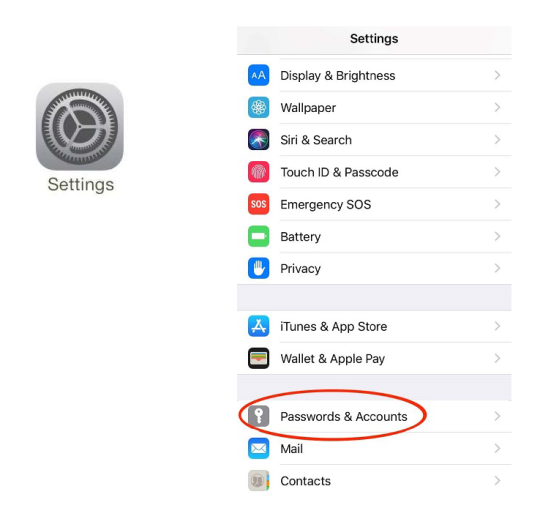 Settings
Settings
AA Display & Brightness
Wallpaper
Siri & Search
Touch ID & Passcode
SOS Emergency SOS
Battery
Privacy
iTunes & App Store
Wallet & Apple Pay
Passwords & Accounts
Mail
Contacts